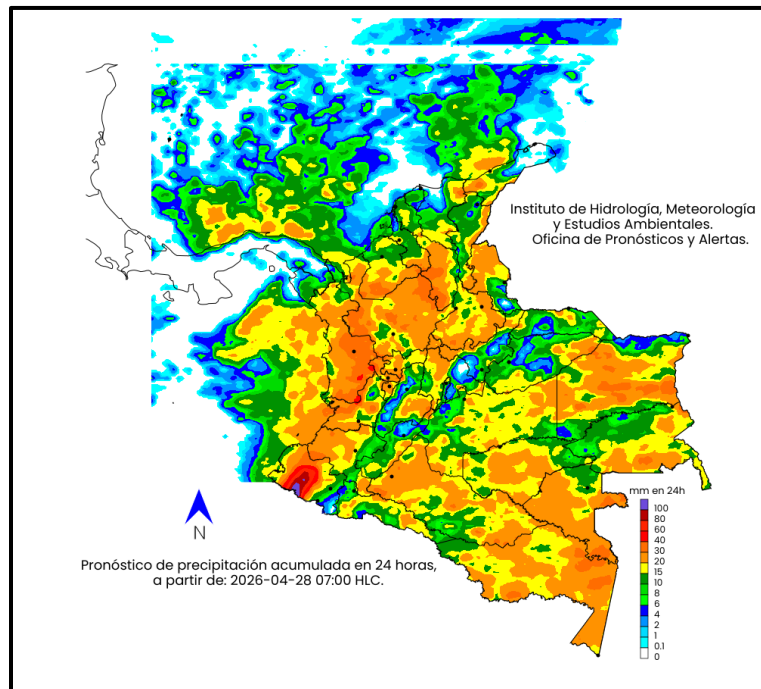 Instituto de Hidrología, Meteorología
y Estudios Ambientales.
Oficina de Pronósticos y Alertas.
mm en 24h
100
80
60
40
30
20
15
10
8
6
4
2
1
0.1
0
N
Pronóstico de precipitación acumulada en 24 horas,
a partir de: 2026-04-28 07:00 HLC.